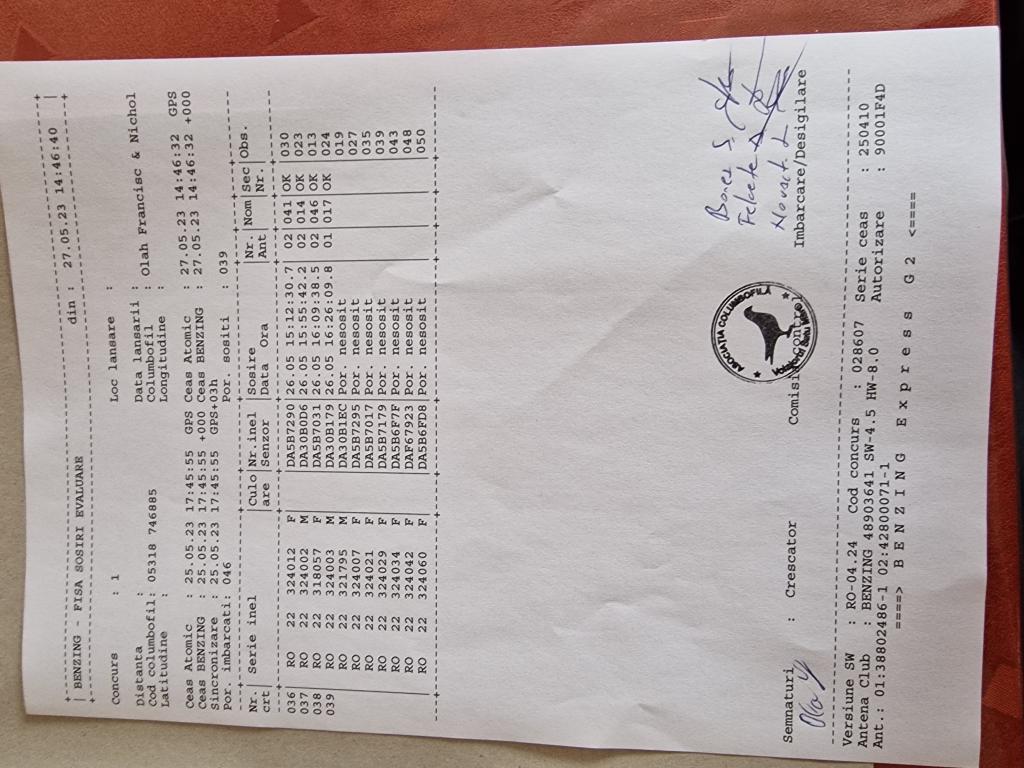 BENZING - FISA SOSIRI EVALUARE din : 27.05.23 14:46:40
Concurs : 1 Loc lansare :
Distanta : Data lansarii :
Cod columbofil: 05318 746885 Columbofil : Olah Francisc & Nichol
Latitudine : Longitudine :
Ceas Atomic : 25.05.23 17:45:55 GPS Ceas Atomic : 27.05.23 14:46:32 GPS
Ceas BENZING : 25.05.23 17:45:55 +000 Ceas BENZING : 27.05.23 14:46:32 +000
Sincronizare : 25.05.23 17:45:55 GPS+03h
Por. imbarcati: 046 Por. sositi : 039
Nr. Serie inel Culo Nr.inel Sosire Nr. Nom Sec Obs.
crt are Senzor Data Ora Ant Nr.
036 RO 22 324012 F DA5B7290 26.05 15:12:30.7 02 041 OK 030
037 RO 22 324002 M DA30B0D6 26.05 15:55:42.2 02 014 OK 023
038 RO 22 318057 F DA5B7031 26.05 16:09:38.5 02 046 OK 013
039 RO 22 324003 M DA30B179 26.05 16:26:09.8 01 017 OK 024
RO 22 321795 M DA30B1EC Por. nesosit 019
RO 22 324007 F DA5B7295 Por. nesosit 027
RO 22 324021 F DA5B7017 Por. nesosit 035
RO 22 324029 F DA5B7179 Por. nesosit 039
RO 22 324034 F DA5B6F7F Por. nesosit 043
RO 22 324042 F DAF67923 Por. nesosit 048
RO 22 324060 F DA5B6FD8 Por. nesosit 050
ASOCIATIA COLUMBOFILĂ
Semnaturi : Crescator Comisia Control Imbarcare/Desigilare
Versiune SW : RO-04.24 Cod concurs : 028607 Serie ceas : 250410
Antena Club : BENZING 48903641 SW-4.5 HW-8.0 Autorizare : 90001F4D
Ant.: 01:38802486-1 02:42800071-1
====> B E N Z I N G E x p r e s s G 2 <====